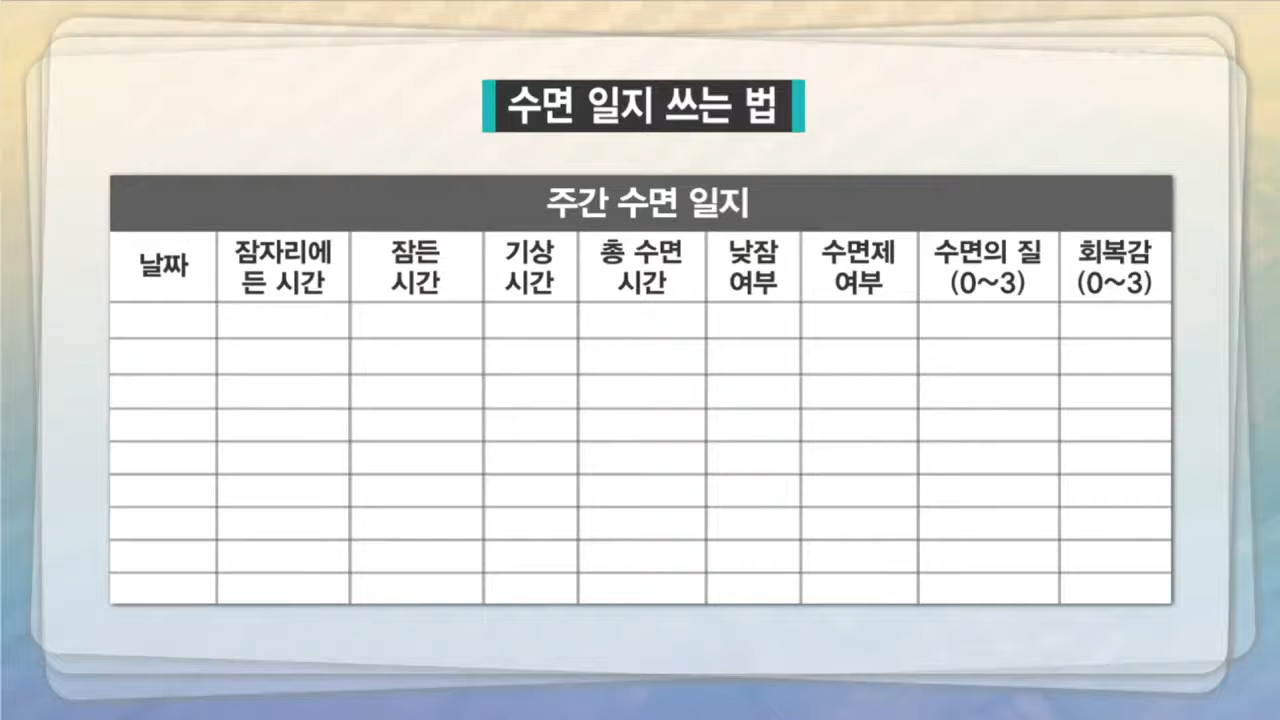 수면 일지 쓰는 법
주간 수면 일지
날짜
잠자리에
든 시간
잠든
시간
기상
시간
총 수면
시간
낮잠
여부
수면제
여부
수면의 질
(0~3)
회복감
(0~3)